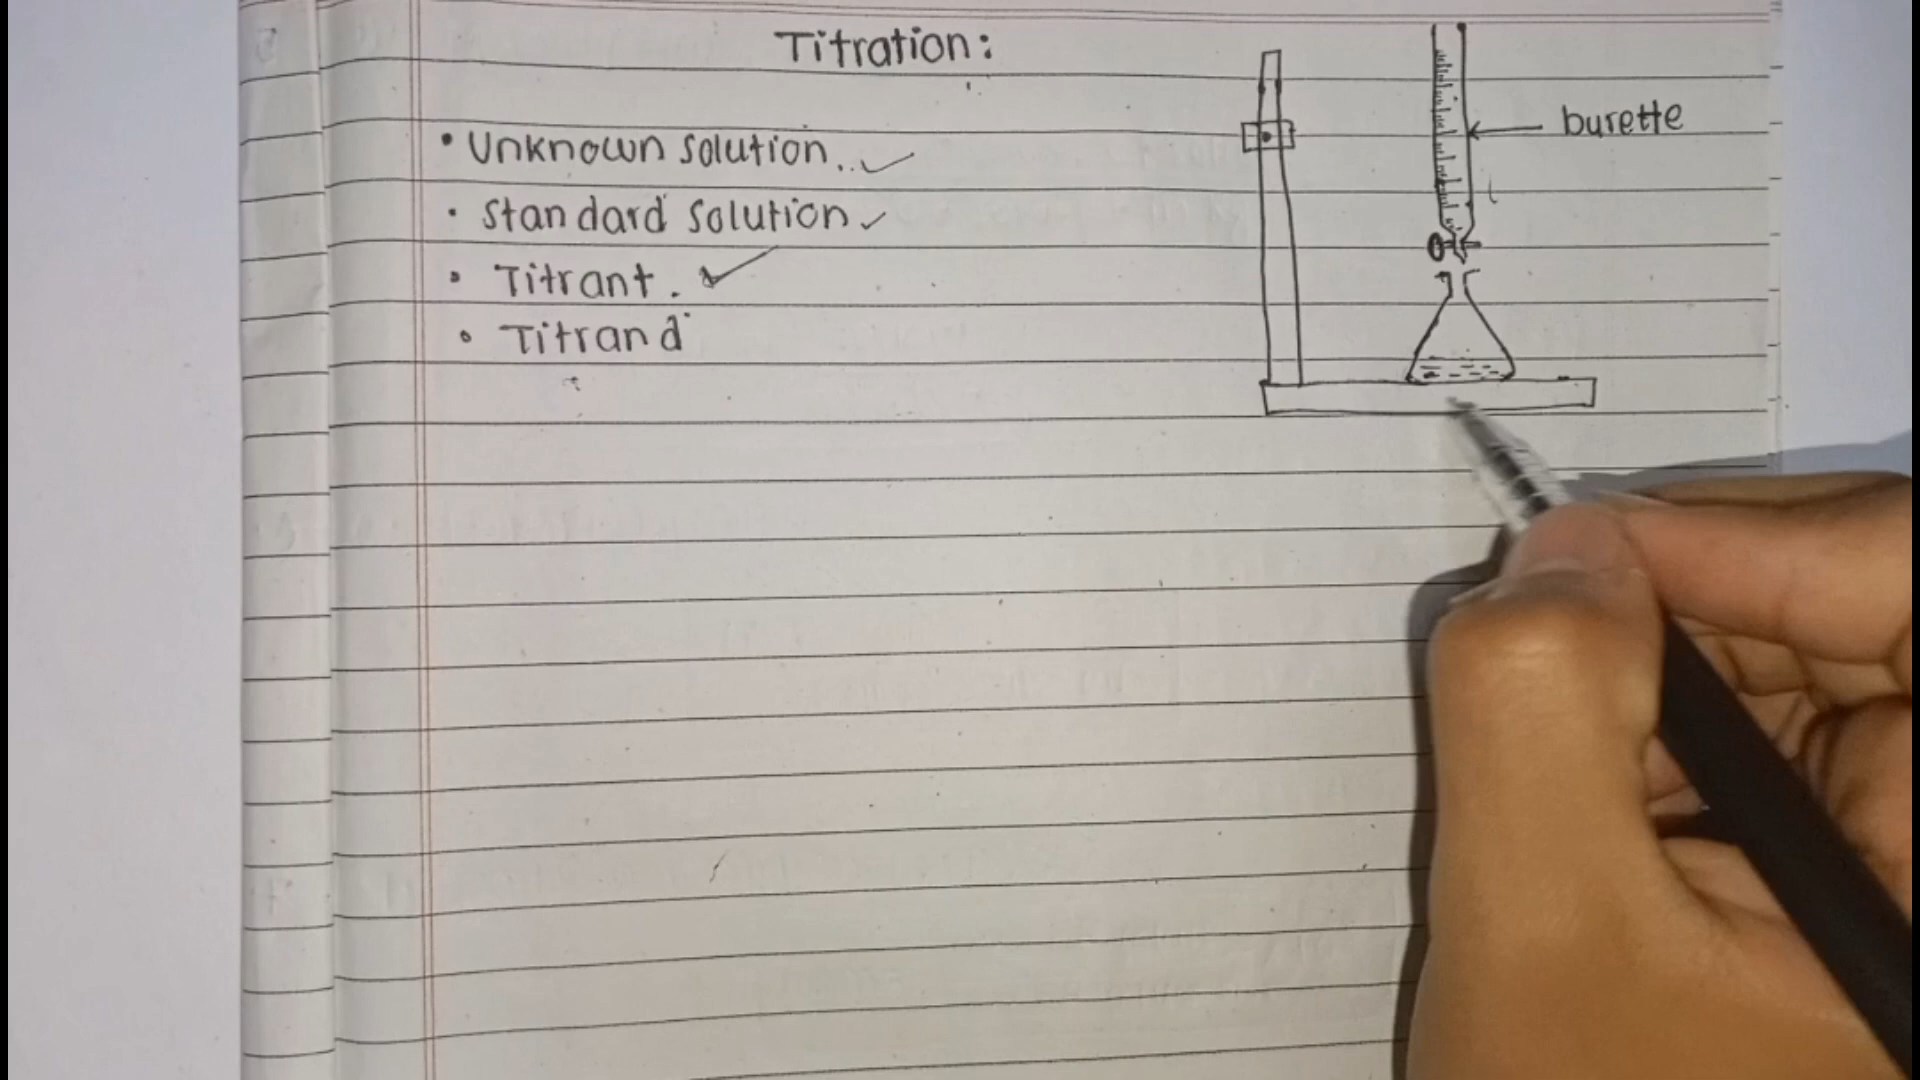 Titration:
burette
• Unknown solution.
• Standard solution
• Titrant.
• Titrand